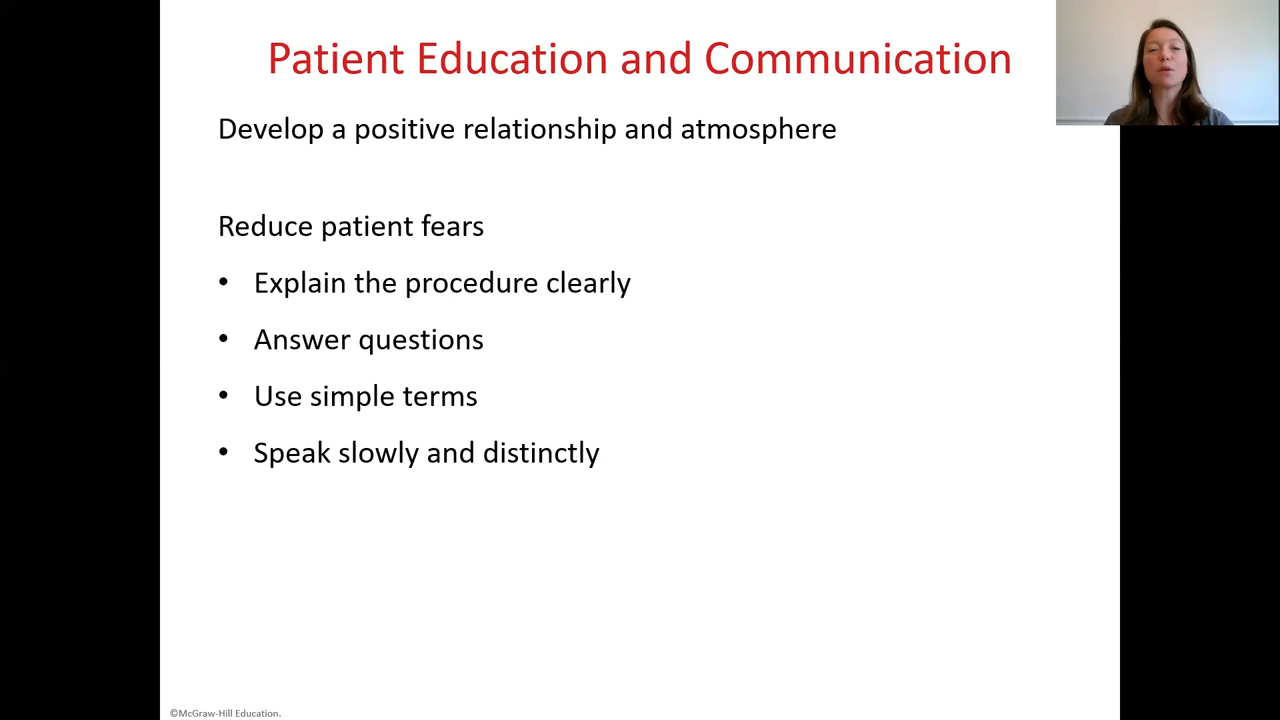 Patient Education and Communication
Develop a positive relationship and atmosphere
Reduce patient fears
• Explain the procedure clearly
• Answer questions
• Use simple terms
• Speak slowly and distinctly
©McGraw-Hill Education.